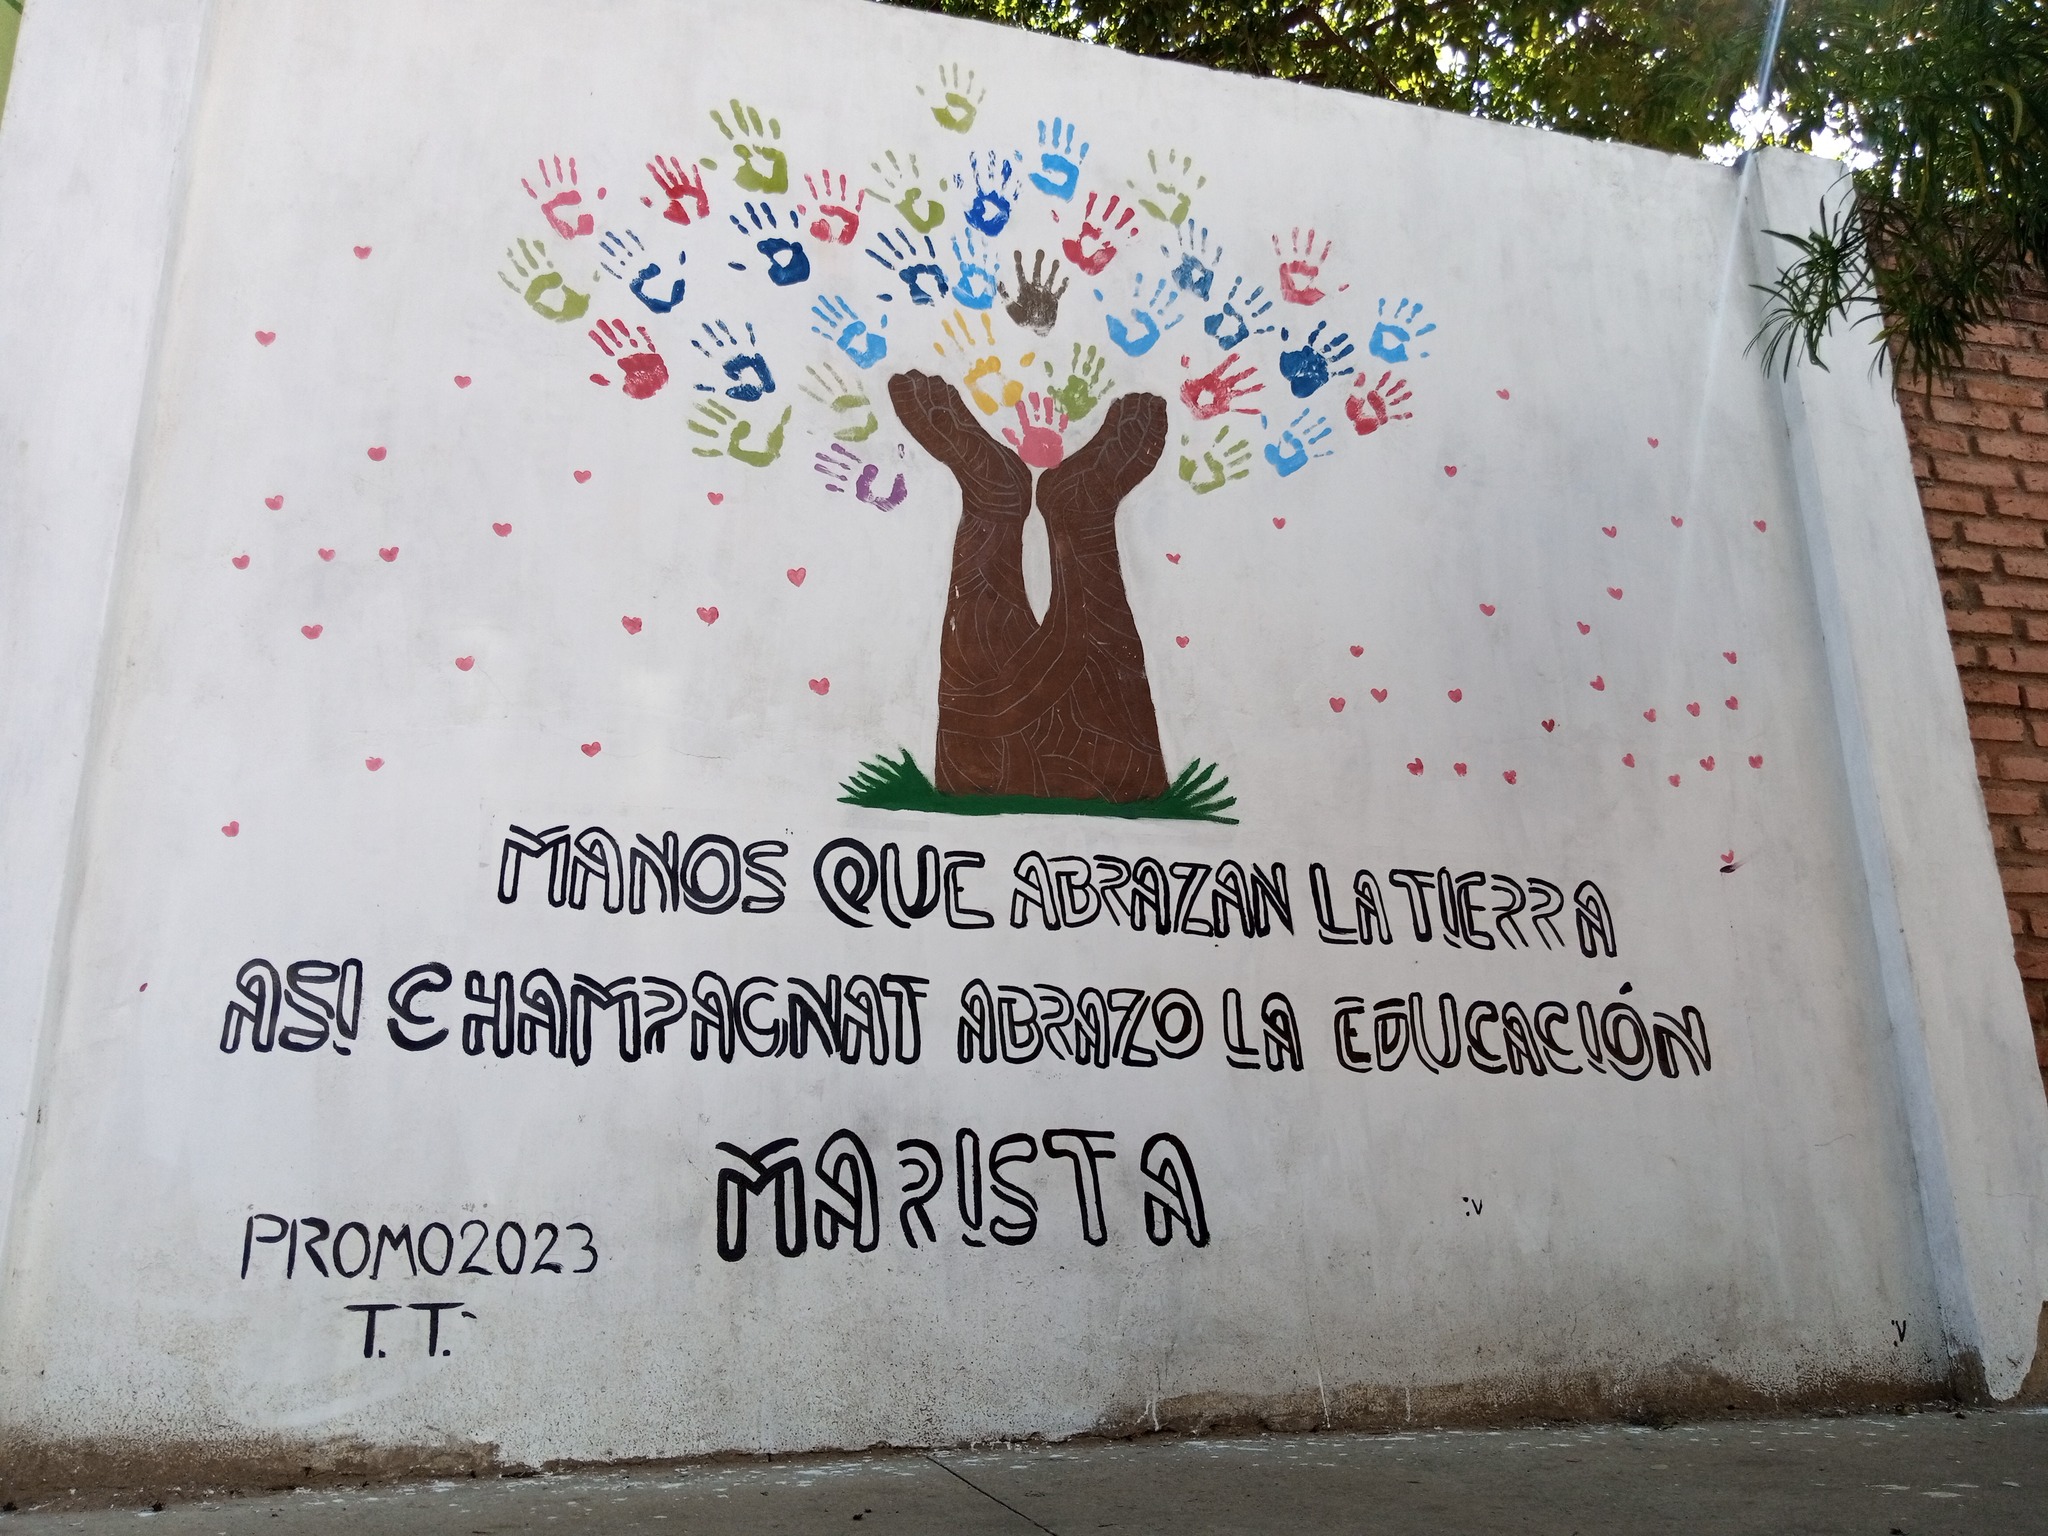 MANOS QUE ABRAZAN LA TIERRA
ASI CHAMPAGNAT ABRAZO LA EDUCACIÓN
MARISTA
PROMO2023
T.T.
:v
:v